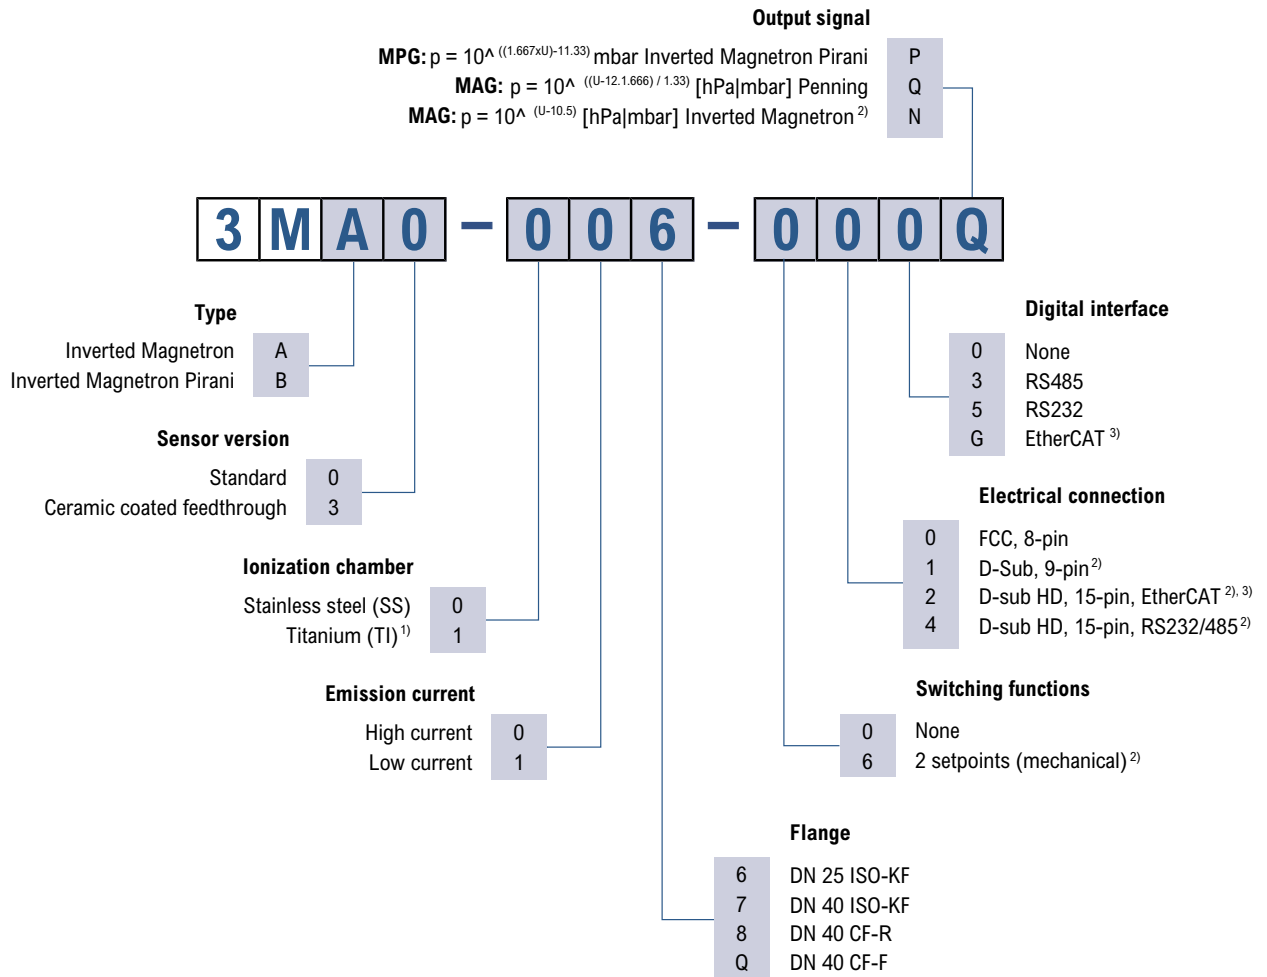 Output signal
MPG: p = 10^ ((1.667xU)-11.33) mbar Inverted Magnetron Pirani P
MAG: p = 10^ ((U-12.1.666) / 1.33) [hPa|mbar] Penning Q
MAG: p = 10^ (U-10.5) [hPa|mbar] Inverted Magnetron 2) N
3 M A 0 – 0 0 6 – 0 0 0 Q
Type
Inverted Magnetron A
Inverted Magnetron Pirani B
Sensor version
Standard 0
Ceramic coated feedthrough 3
Ionization chamber
Stainless steel (SS) 0
Titanium (TI) 1) 1
Emission current
High current 0
Low current 1
Digital interface
0 None
3 RS485
5 RS232
G EtherCAT 3)
Electrical connection
0 FCC, 8-pin
1 D-Sub, 9-pin 2)
2 D-sub HD, 15-pin, EtherCAT 2), 3)
4 D-sub HD, 15-pin, RS232/485 2)
Switching functions
0 None
6 2 setpoints (mechanical) 2)
Flange
6 DN 25 ISO-KF
7 DN 40 ISO-KF
8 DN 40 CF-R
Q DN 40 CF-F